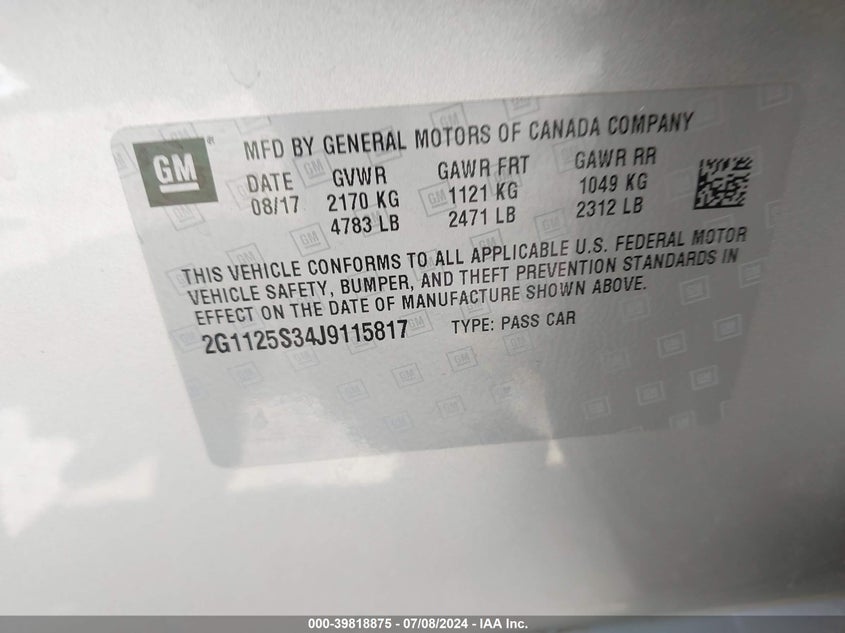 GM ® MFD BY GENERAL MOTORS OF CANADA COMPANY
DATE GVWR GAWR FRT GAWR RR
08/17 2170 KG 1121 KG 1049 KG
4783 LB 2471 LB 2312 LB
THIS VEHICLE CONFORMS TO ALL APPLICABLE U.S. FEDERAL MOTOR
VEHICLE SAFETY, BUMPER, AND THEFT PREVENTION STANDARDS IN
EFFECT ON THE DATE OF MANUFACTURE SHOWN ABOVE.
2G1125S34J9115817 TYPE: PASS CAR
000-39818875 - 07/08/2024 - IAA Inc.